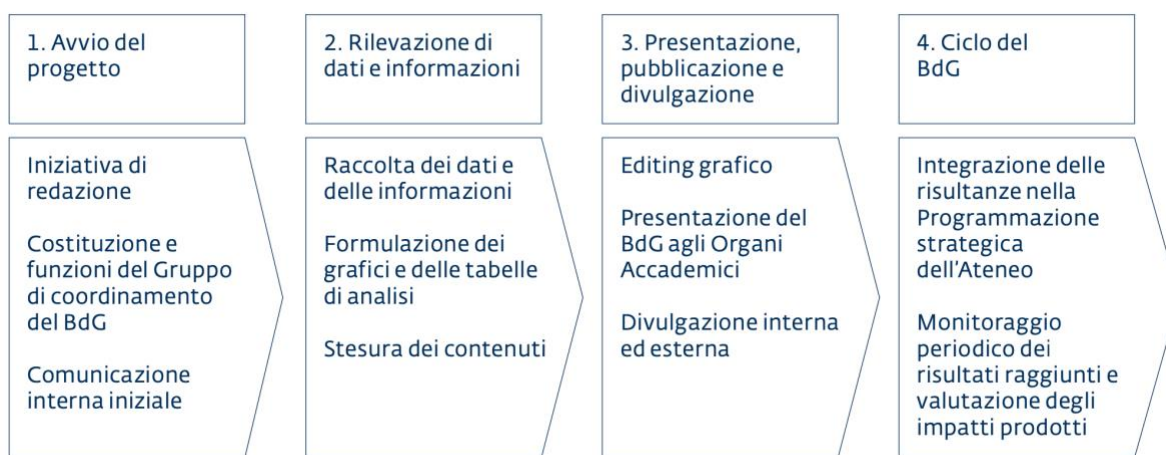 1. Avvio del
progetto
2. Rilevazione di
dati e informazioni
3. Presentazione,
pubblicazione e
divulgazione
4. Ciclo del
BdG
Iniziativa di
redazione
Costituzione e
funzioni del Gruppo
di coordinamento
del BdG
Comunicazione
interna iniziale
Raccolta dei dati e
delle informazioni
Formulazione dei
grafici e delle tabelle
di analisi
Stesura dei contenuti
Editing grafico
Presentazione del
BdG agli Organi
Accademici
Divulgazione interna
ed esterna
Integrazione delle
risultanze nella
Programmazione
strategica
dell'Ateneo
Monitoraggio
periodico dei
risultati raggiunti e
valutazione degli
impatti prodotti